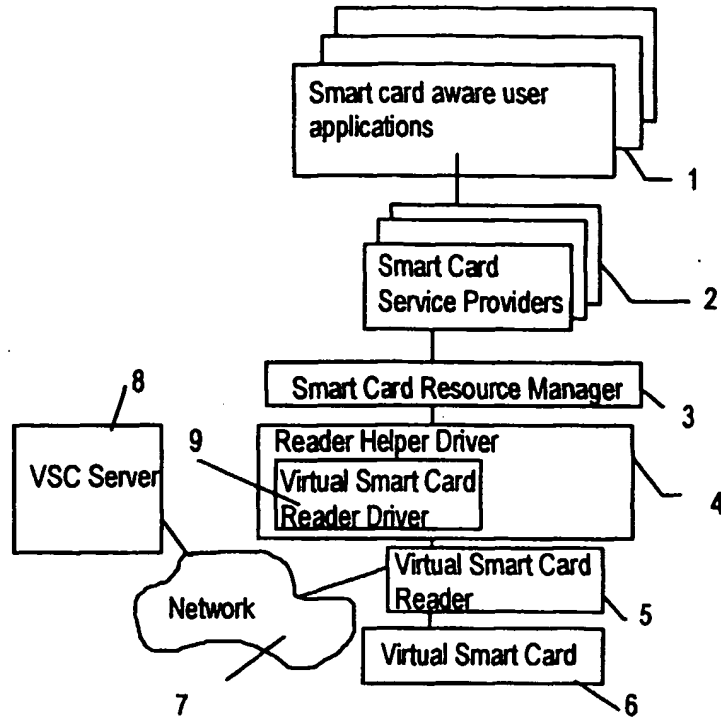 Smart card aware user
applications
1
Smart Card
Service Providers
2
8
Smart Card Resource Manager
3
VSC Server
9
Reader Helper Driver
Virtual Smart Card
Reader Driver
4
Network
Virtual Smart Card
Reader
5
7
Virtual Smart Card
6